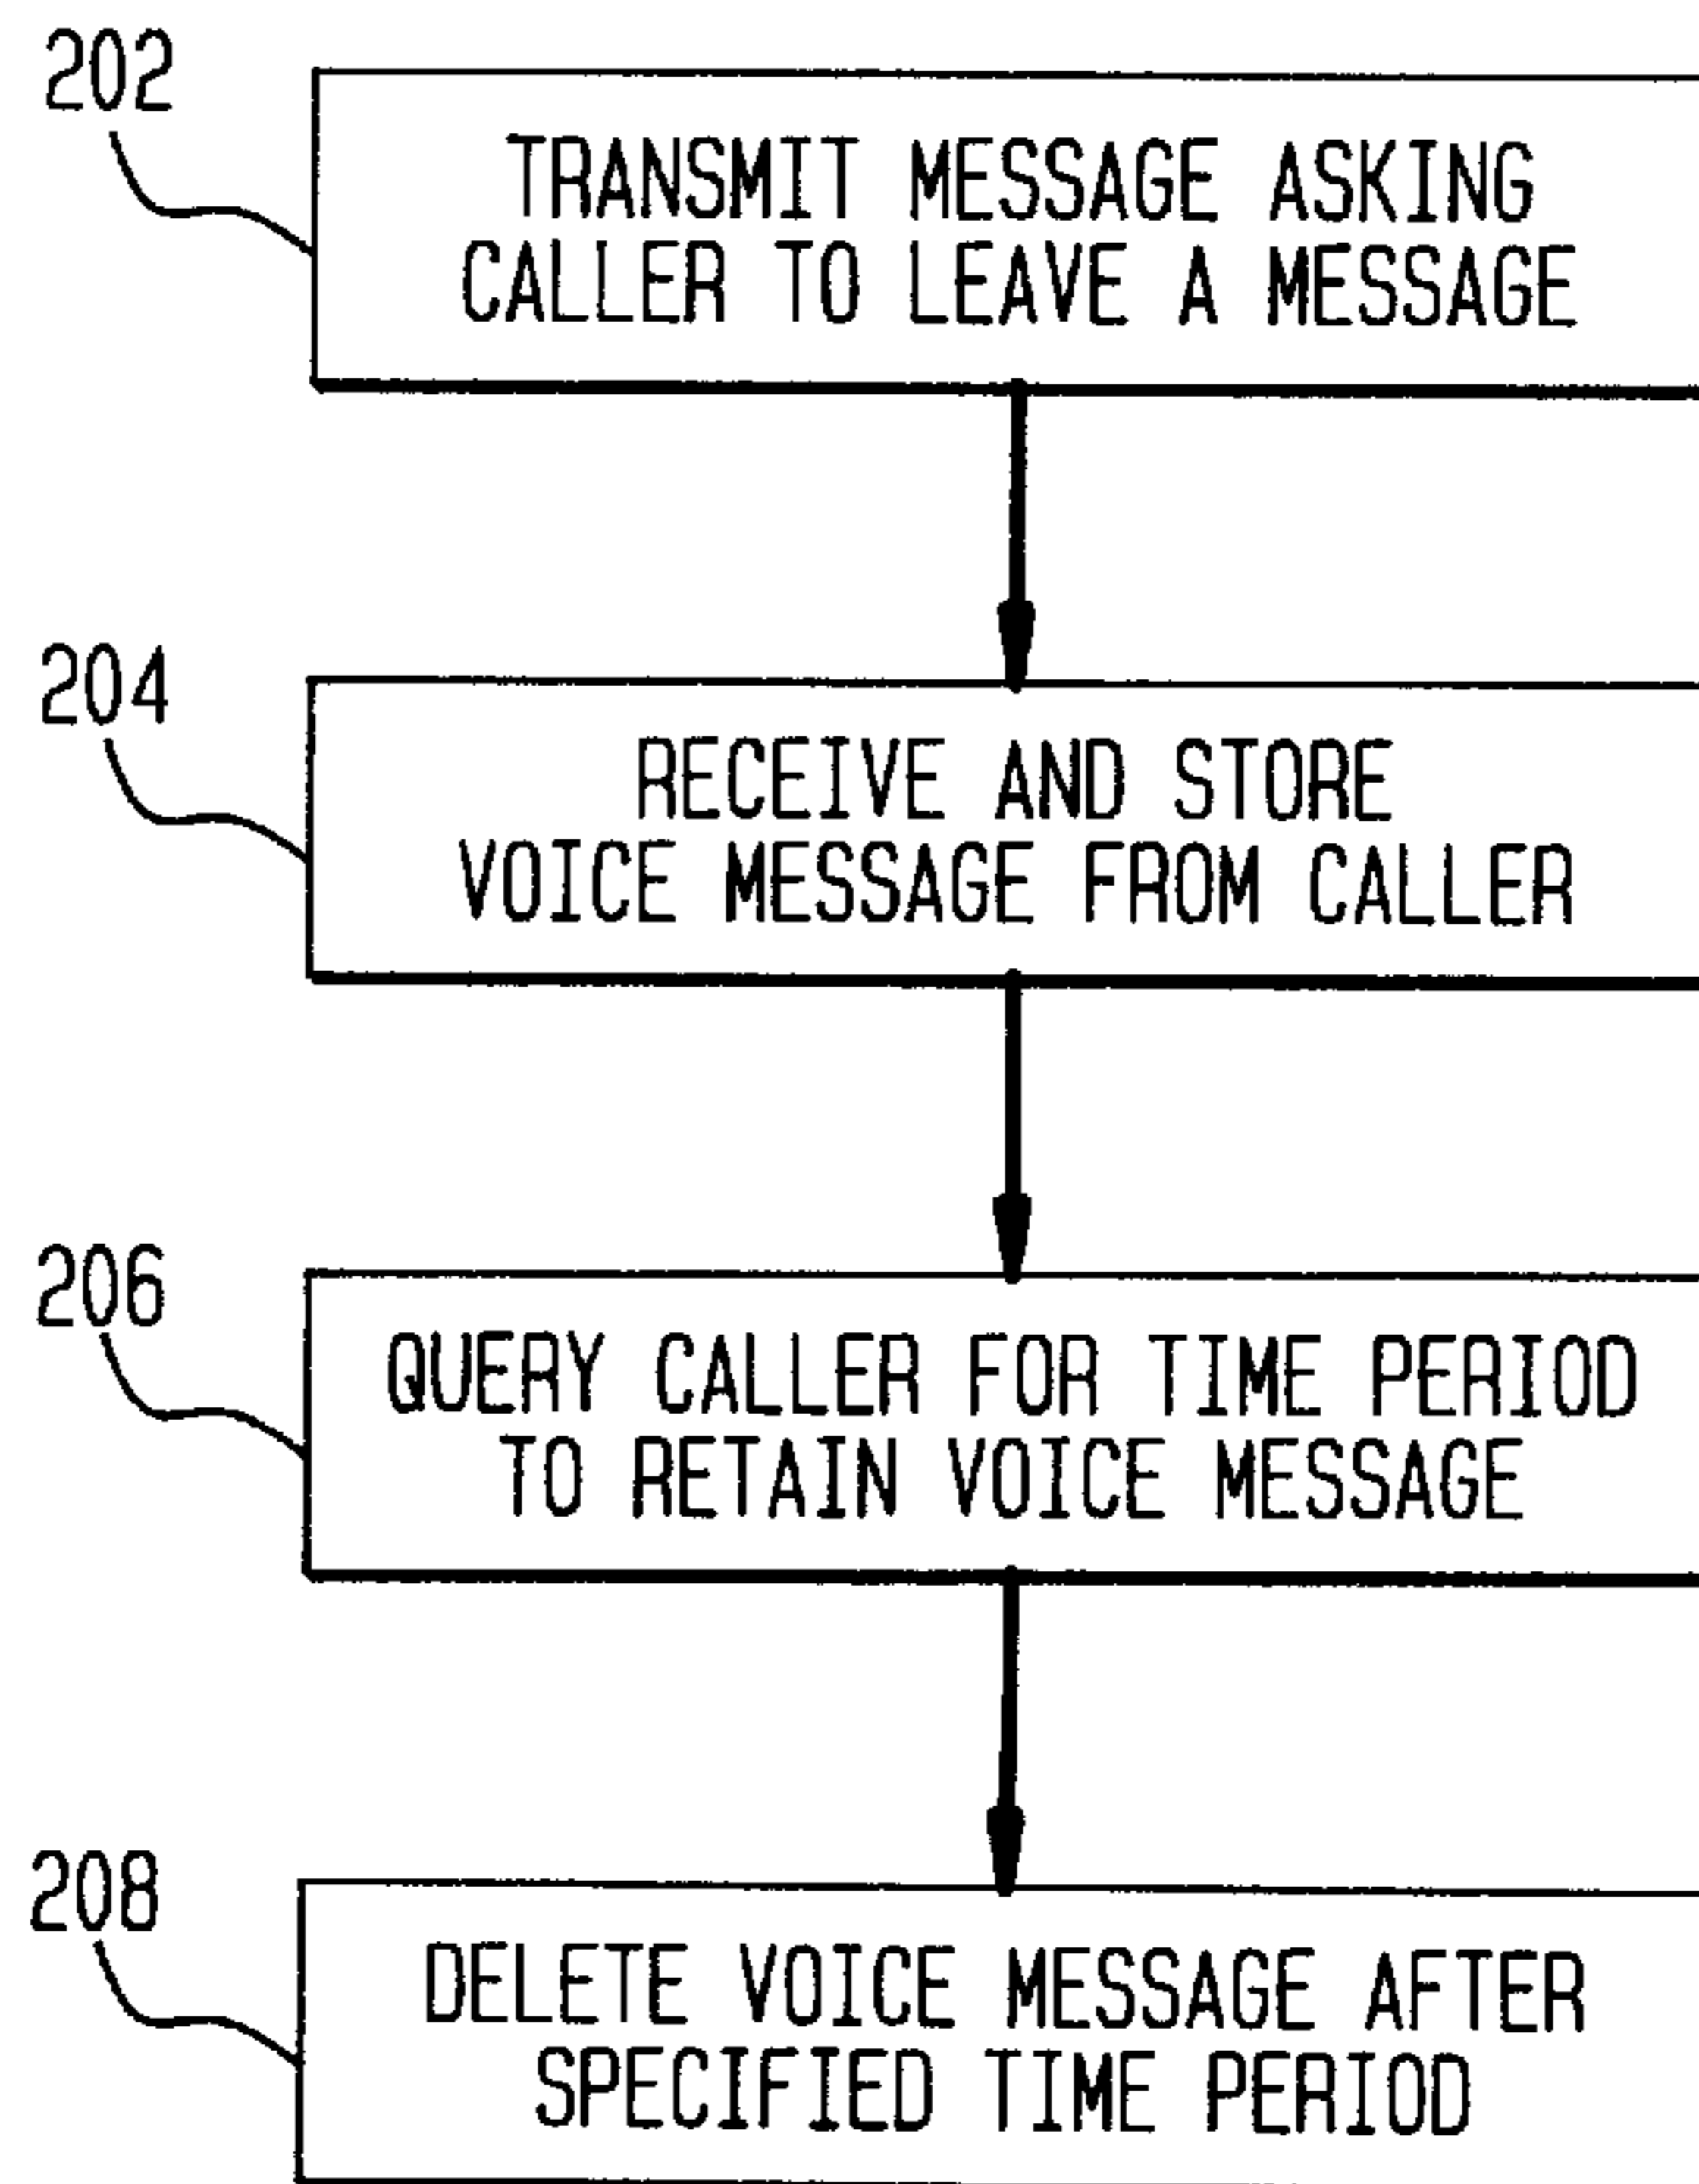 202
TRANSMIT MESSAGE ASKING
CALLER TO LEAVE A MESSAGE
204
RECEIVE AND STORE
VOICE MESSAGE FROM CALLER
206
QUERY CALLER FOR TIME PERIOD
TO RETAIN VOICE MESSAGE
208
DELETE VOICE MESSAGE AFTER
SPECIFIED TIME PERIOD